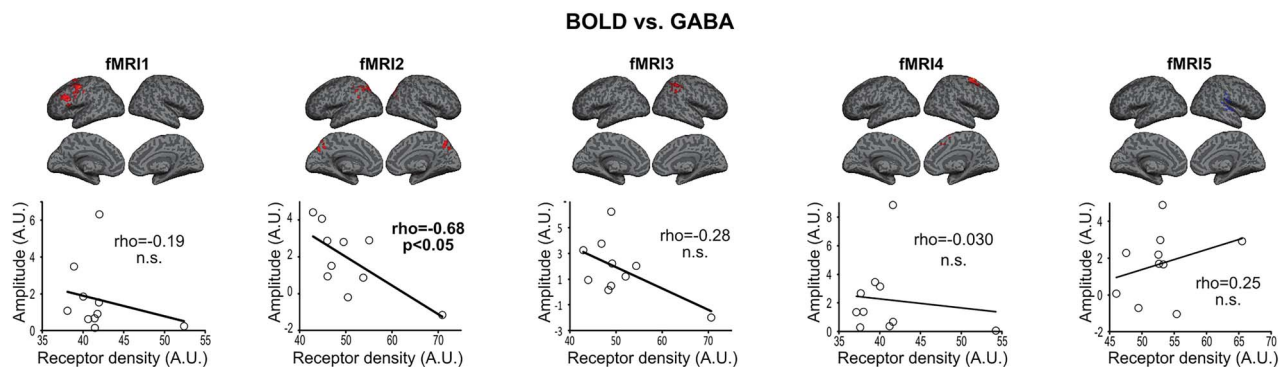 BOLD vs. GABA
fMRI1
fMRI2
fMRI3
fMRI4
fMRI5
Amplitude (A.U.)
6
4
2
0
rho=-0.19
n.s.
35 40 45 50 55
Receptor density (A.U.)
Amplitude (A.U.)
4
2
0
-2
rho=-0.68
p<0.05
40 50 60 70
Receptor density (A.U.)
Amplitude (A.U.)
5
3
1
-1
-3
rho=-0.28
n.s.
40 50 60 70
Receptor density (A.U.)
Amplitude (A.U.)
8
6
4
2
0
rho=-0.030
n.s.
35 40 45 50 55
Receptor density (A.U.)
Amplitude (A.U.)
4
2
0
-2
rho=0.25
n.s.
45 50 55 60 65 70
Receptor density (A.U.)